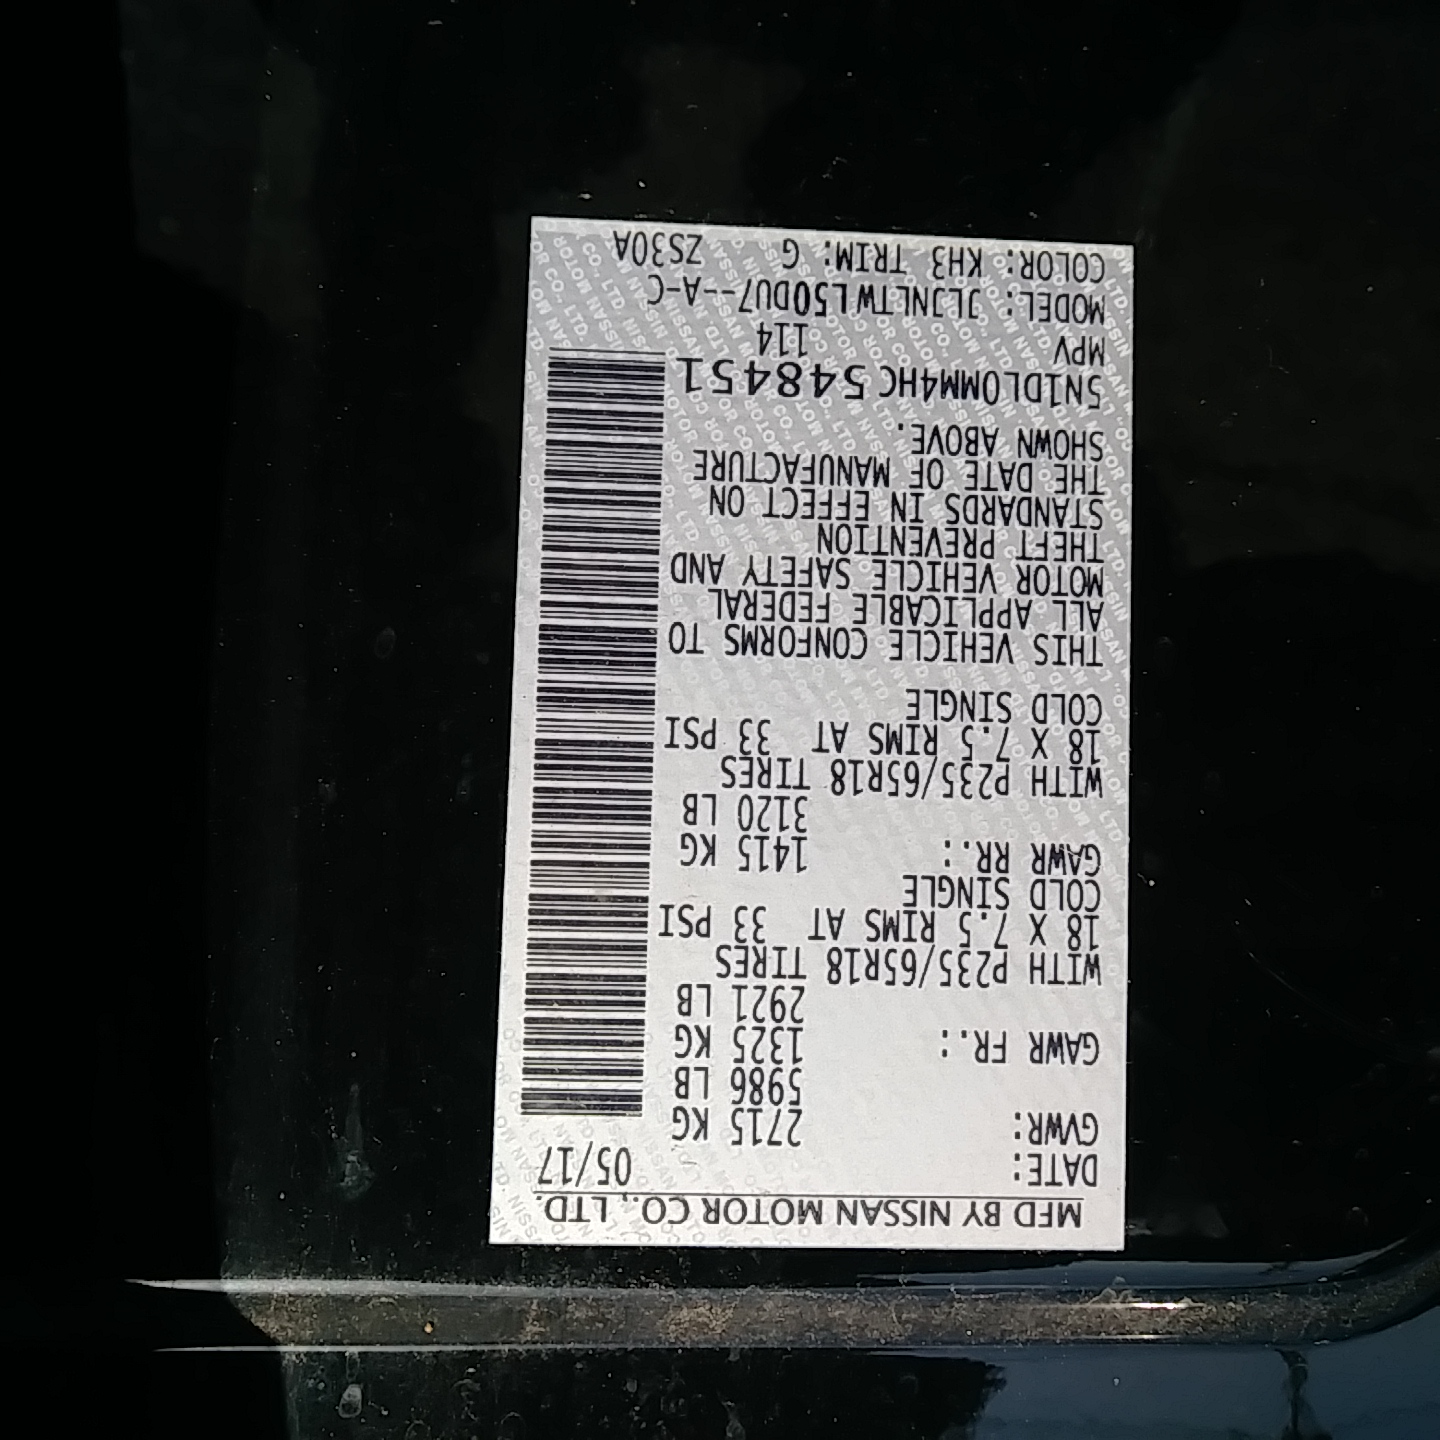 MFD BY NISSAN MOTOR CO., LTD.
DATE: 05/17
GVWR: 2715 KG
5986 LB
GAWR FR.: 1325 KG
2921 LB
WITH P235/65R18 TIRES
18 X 7.5 RIMS AT 33 PSI
COLD SINGLE
GAWR RR.: 1415 KG
3120 LB
WITH P235/65R18 TIRES
18 X 7.5 RIMS AT 33 PSI
COLD SINGLE
THIS VEHICLE CONFORMS TO
ALL APPLICABLE FEDERAL
MOTOR VEHICLE SAFETY AND
THEFT PREVENTION
STANDARDS IN EFFECT ON
THE DATE OF MANUFACTURE
SHOWN ABOVE.
5N1DL0MM4HC548451
MPV 114
MODEL: JLJNLTWL50DU7--A-C
COLOR: KH3 TRIM: G ZS30A